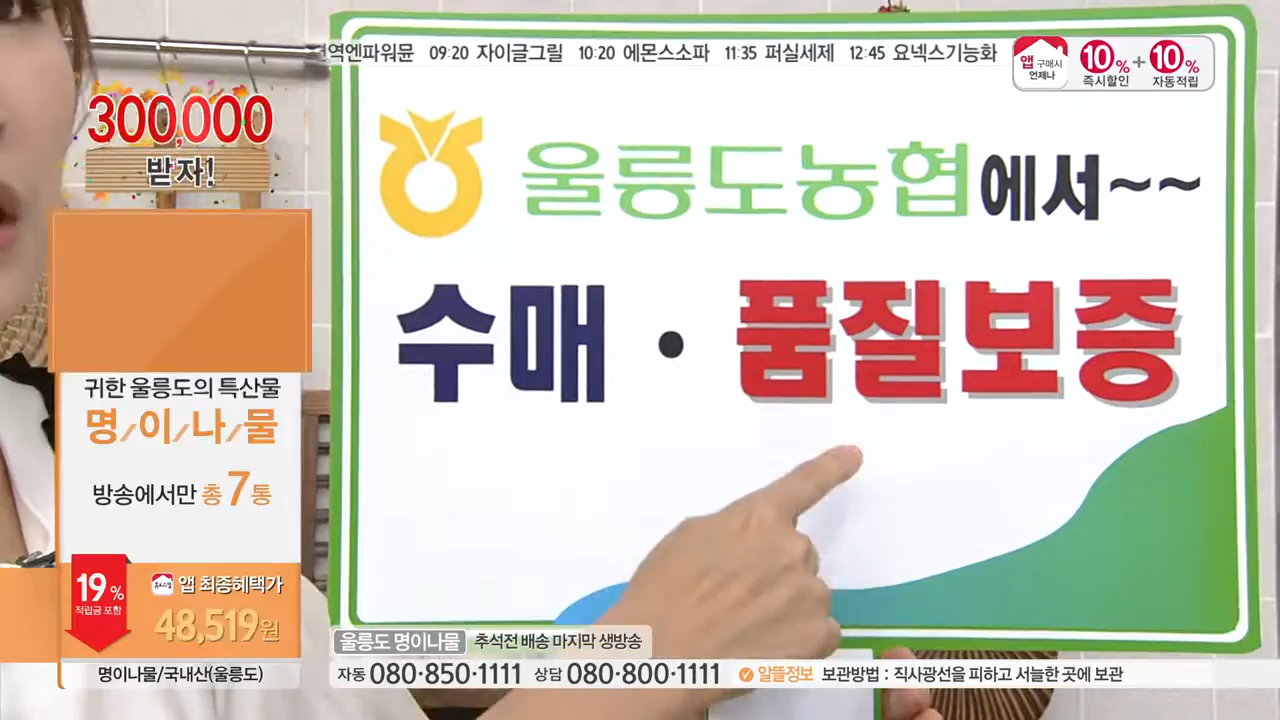 역엔파워뮨 09:20 자이글그릴 10:20 에몬스소파 11:35 퍼실세제 12:45 요넥스기능화
앱 구매시 언제나
10% 즉시할인 + 10% 자동적립
300,000
받자!
울릉도농협에서~~
수매 · 품질보증
귀한 울릉도의 특산물
명/이/나/물
방송에서만 총 7통
19%
적립금 포함
앱 최종혜택가
48,519원
명이나물/국내산(울릉도)
울릉도 명이나물 추석전 배송 마지막 생방송
자동 080·850·1111 상담 080·800·1111 알뜰정보 보관방법 : 직사광선을 피하고 서늘한 곳에 보관